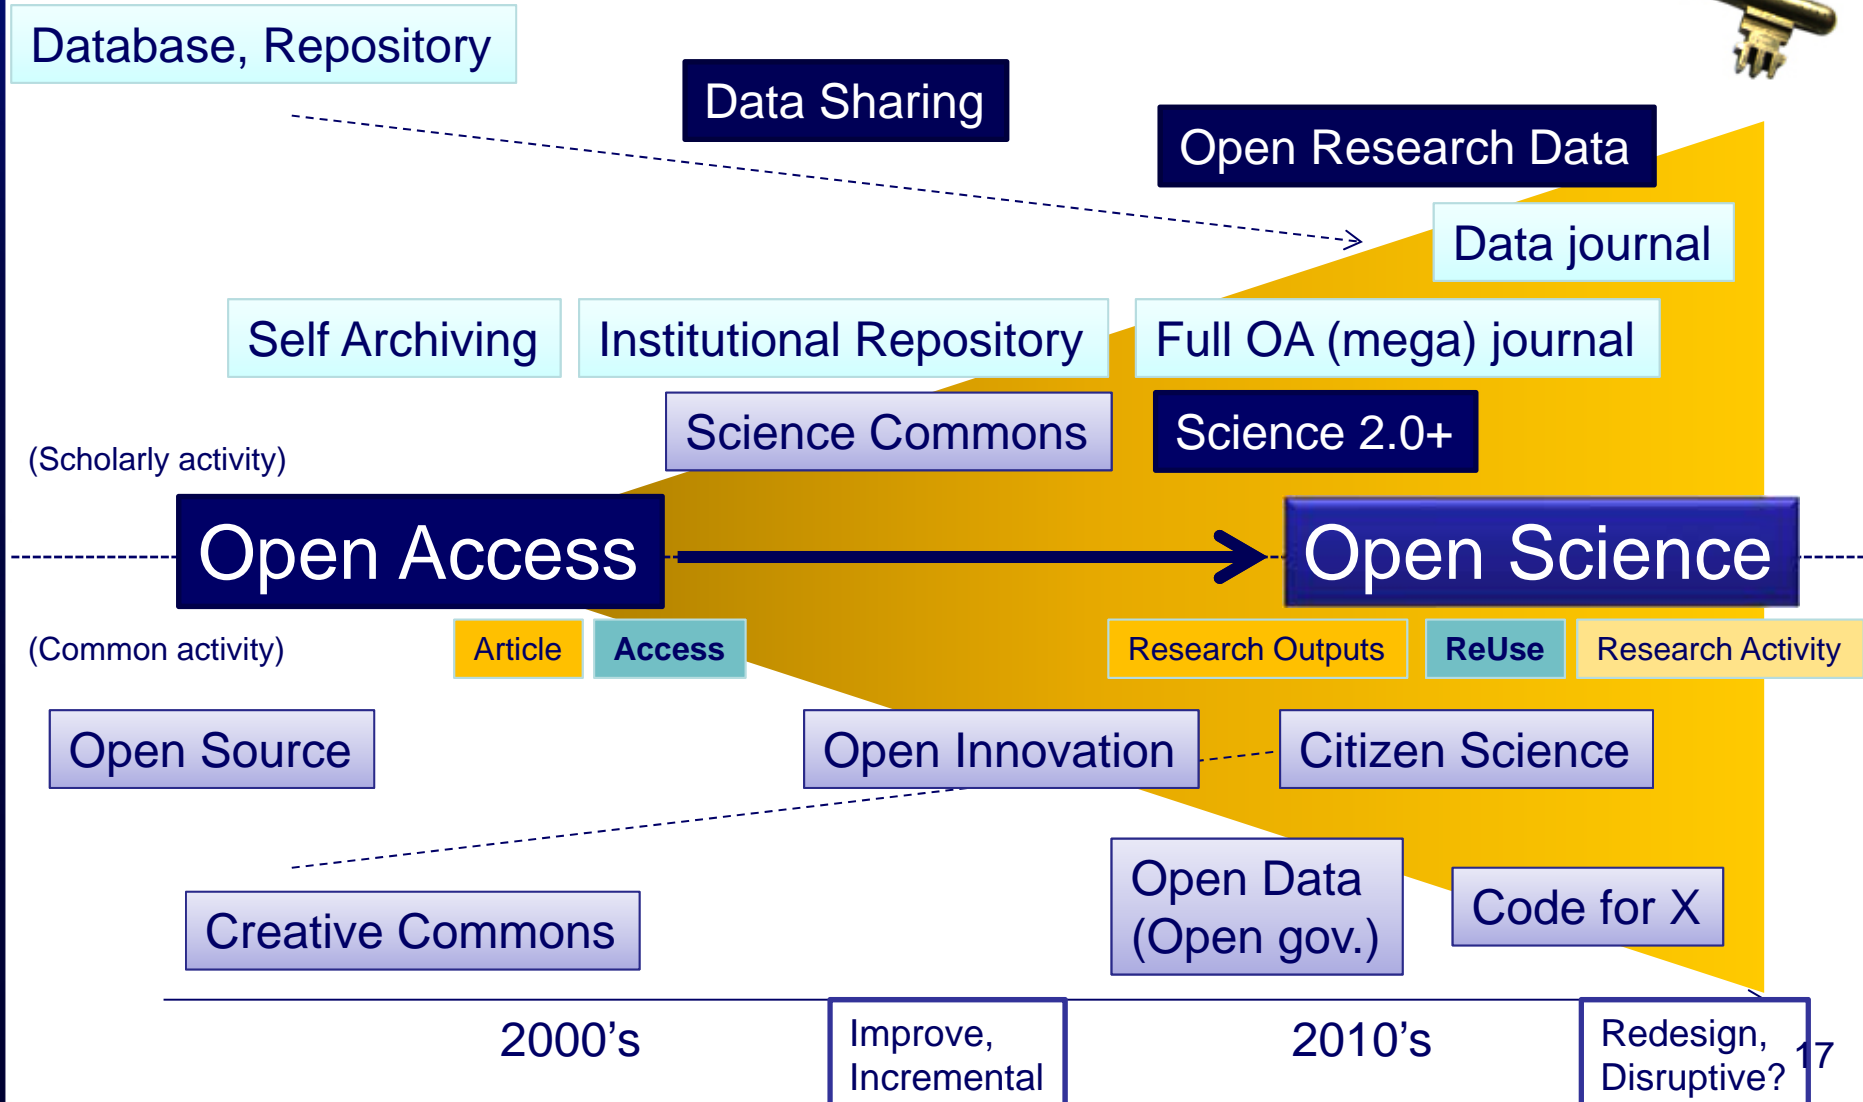 Database, Repository
Data Sharing
Open Research Data
Data journal
Self Archiving
Institutional Repository
Full OA (mega) journal
Science Commons
Science 2.0+
(Scholarly activity)
Open Access
Open Science
(Common activity)
Article
Access
Research Outputs
ReUse
Research Activity
Open Source
Open Innovation
Citizen Science
Creative Commons
Open Data
(Open gov.)
Code for X
2000's
Improve,
Incremental
2010's
Redesign,
Disruptive?
17